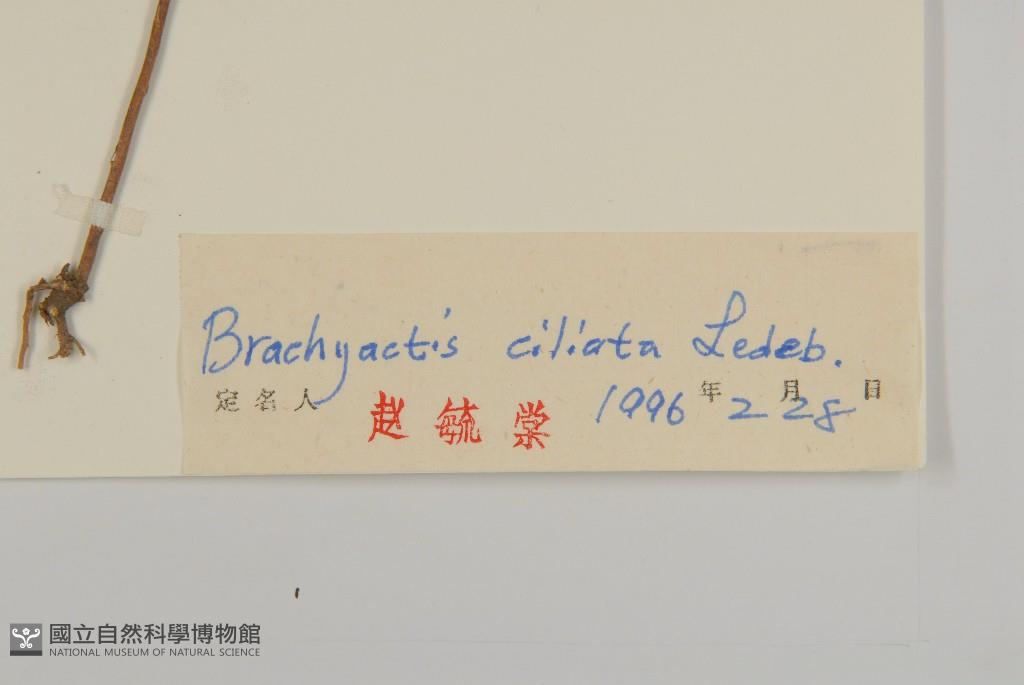 Brachyactis ciliata Ledeb.
定名人 赵毓棠 1996年2月28日
國立自然科學博物館
NATIONAL MUSEUM OF NATURAL SCIENCE